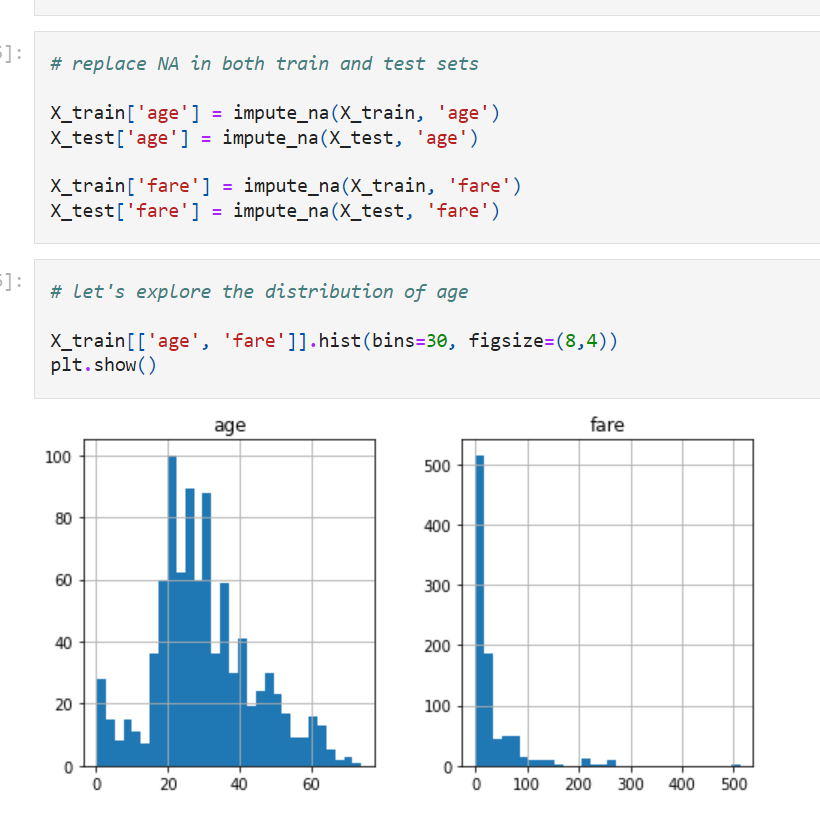 5]:
# replace NA in both train and test sets
X_train['age'] = impute_na(X_train, 'age')
X_test['age'] = impute_na(X_test, 'age')
X_train['fare'] = impute_na(X_train, 'fare')
X_test['fare'] = impute_na(X_test, 'fare')
# let's explore the distribution of age
X_train[['age', 'fare']].hist(bins=30, figsize=(8,4))
plt.show()
age
100
80
60
40
20
0
0 20 40 60
fare
500
400
300
200
100
0
0 100 200 300 400 500